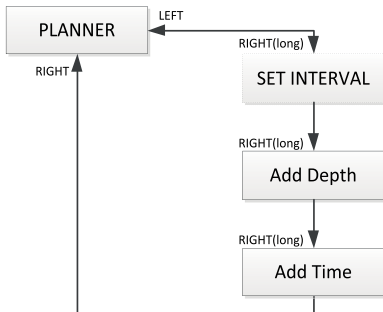 LEFT
PLANNER
RIGHT(long)
RIGHT
SET INTERVAL
RIGHT(long)
Add Depth
RIGHT(long)
Add Time